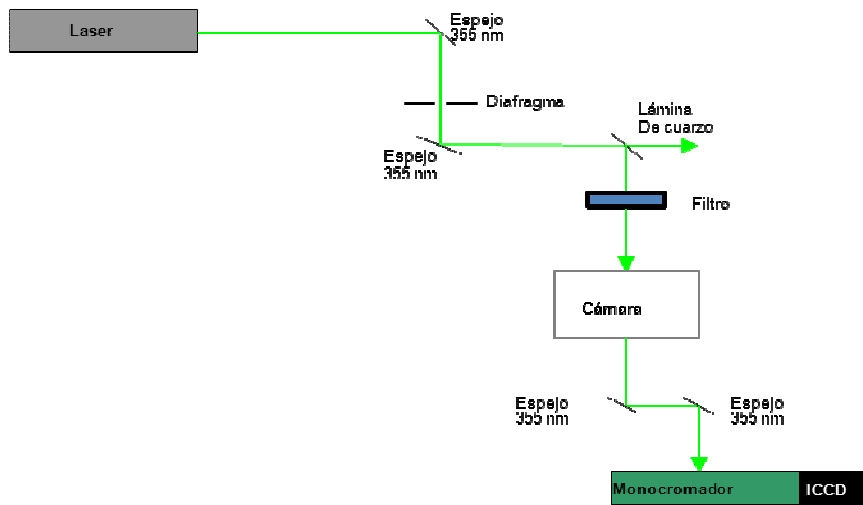 Laser
Espejo
355 nm
Diafragma
Lámina
De cuarzo
Espejo
355 nm
Filtro
Cámara
Espejo
355 nm
Espejo
355 nm
Monocromador
ICCD